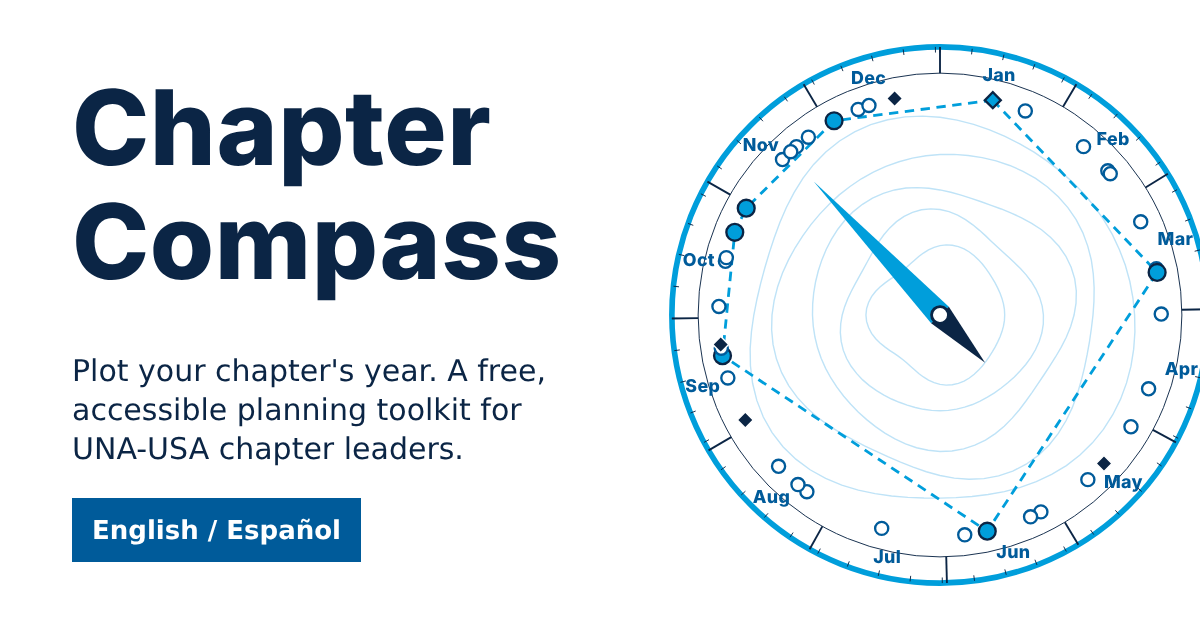 Chapter
Compass
Plot your chapter's year. A free,
accessible planning toolkit for
UNA-USA chapter leaders.
English / Español
Jan
Feb
Mar
Apr
May
Jun
Jul
Aug
Sep
Oct
Nov
Dec